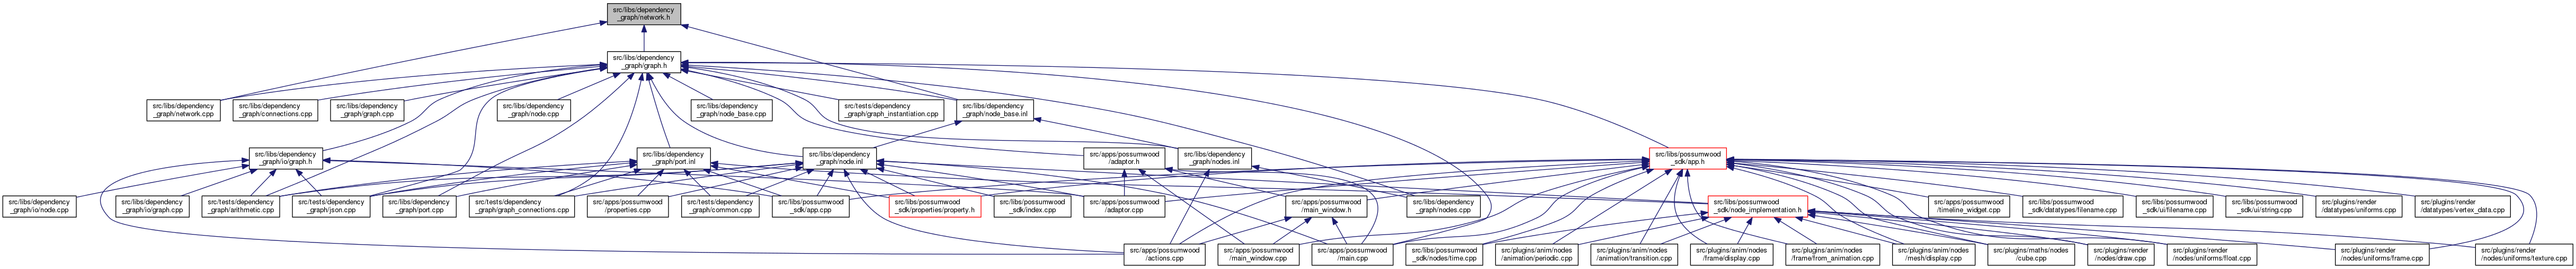 src/libs/dependency
_graph/network.h
src/libs/dependency
_graph/graph.h
src/libs/dependency
_graph/network.cpp
src/libs/dependency
_graph/connections.cpp
src/libs/dependency
_graph/graph.cpp
src/libs/dependency
_graph/node.cpp
src/libs/dependency
_graph/node_base.cpp
src/tests/dependency
_graph/graph_instantiation.cpp
src/libs/dependency
_graph/node_base.inl
src/libs/dependency
_graph/io/graph.h
src/libs/dependency
_graph/port.inl
src/libs/dependency
_graph/node.inl
src/apps/possumwood
/adaptor.h
src/libs/dependency
_graph/nodes.inl
src/libs/possumwood
_sdk/app.h
src/libs/dependency
_graph/io/node.cpp
src/libs/dependency
_graph/io/graph.cpp
src/tests/dependency
_graph/arithmetic.cpp
src/tests/dependency
_graph/json.cpp
src/libs/dependency
_graph/port.cpp
src/tests/dependency
_graph/graph_connections.cpp
src/apps/possumwood
/properties.cpp
src/tests/dependency
_graph/common.cpp
src/libs/possumwood
_sdk/app.cpp
src/libs/possumwood
_sdk/properties/property.h
src/libs/possumwood
_sdk/index.cpp
src/apps/possumwood
/adaptor.cpp
src/apps/possumwood
/main_window.h
src/libs/dependency
_graph/nodes.cpp
src/libs/possumwood
_sdk/node_implementation.h
src/apps/possumwood
/timeline_widget.cpp
src/libs/possumwood
_sdk/datatypes/filename.cpp
src/libs/possumwood
_sdk/ui/filename.cpp
src/libs/possumwood
_sdk/ui/string.cpp
src/plugins/render
/datatypes/uniforms.cpp
src/plugins/render
/datatypes/vertex_data.cpp
src/apps/possumwood
/actions.cpp
src/apps/possumwood
/main_window.cpp
src/apps/possumwood
/main.cpp
src/libs/possumwood
_sdk/nodes/time.cpp
src/plugins/anim/nodes
/animation/periodic.cpp
src/plugins/anim/nodes
/animation/transition.cpp
src/plugins/anim/nodes
/frame/display.cpp
src/plugins/anim/nodes
/frame/from_animation.cpp
src/plugins/anim/nodes
/mesh/display.cpp
src/plugins/maths/nodes
/cube.cpp
src/plugins/render
/nodes/draw.cpp
src/plugins/render
/nodes/uniforms/float.cpp
src/plugins/render
/nodes/uniforms/frame.cpp
src/plugins/render
/nodes/uniforms/texture.cpp